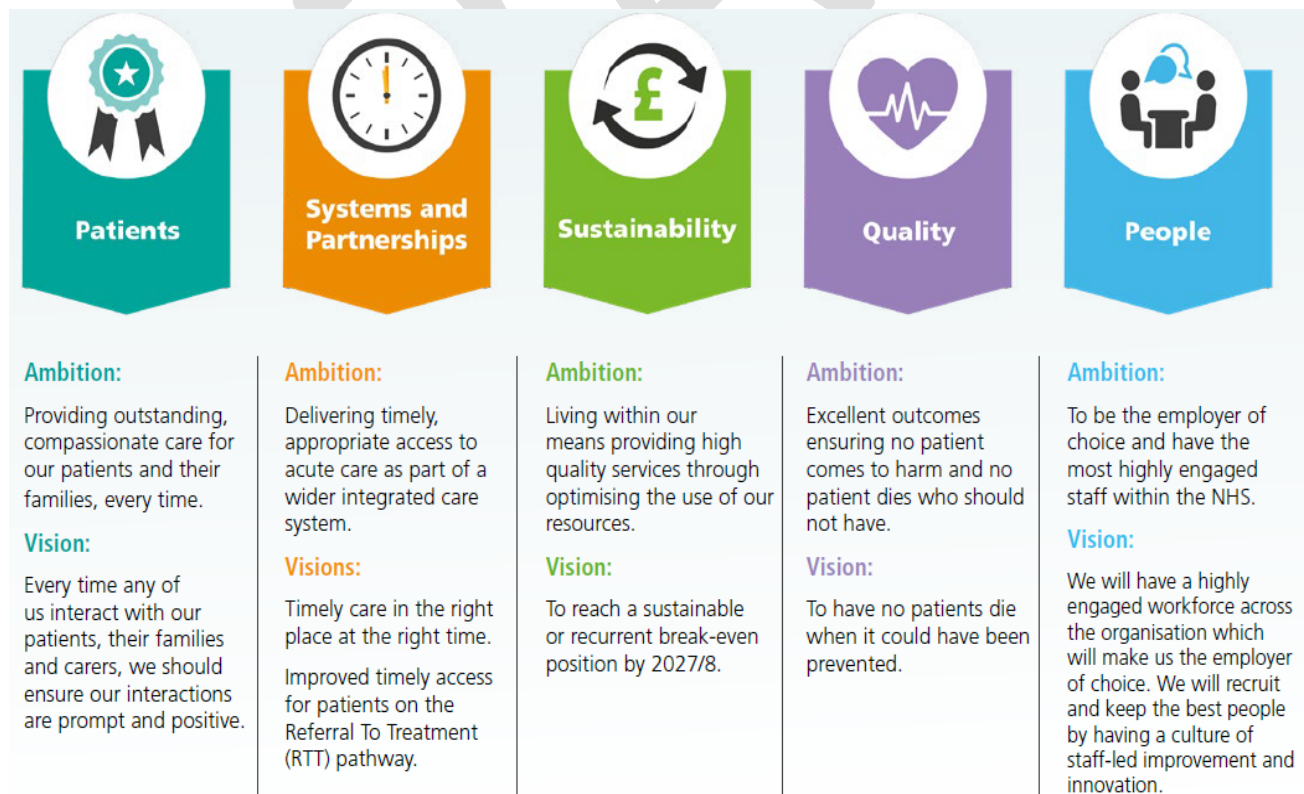 Patients
Systems and
Partnerships
£
Sustainability
Quality
People
Ambition:
Providing outstanding,
compassionate care for
our patients and their
families, every time.
Vision:
Every time any of
us interact with our
patients, their families
and carers, we should
ensure our interactions
are prompt and positive.
Ambition:
Delivering timely,
appropriate access to
acute care as part of a
wider integrated care
system.
Visions:
Timely care in the right
place at the right time.
Improved timely access
for patients on the
Referral To Treatment
(RTT) pathway.
Ambition:
Living within our
means providing high
quality services through
optimising the use of our
resources.
Vision:
To reach a sustainable
or recurrent break-even
position by 2027/8.
Ambition:
Excellent outcomes
ensuring no patient
comes to harm and no
patient dies who should
not have.
Vision:
To have no patients die
when it could have been
prevented.
Ambition:
To be the employer of
choice and have the
most highly engaged
staff within the NHS.
Vision:
We will have a highly
engaged workforce across
the organisation which
will make us the employer
of choice. We will recruit
and keep the best people
by having a culture of
staff-led improvement and
innovation.